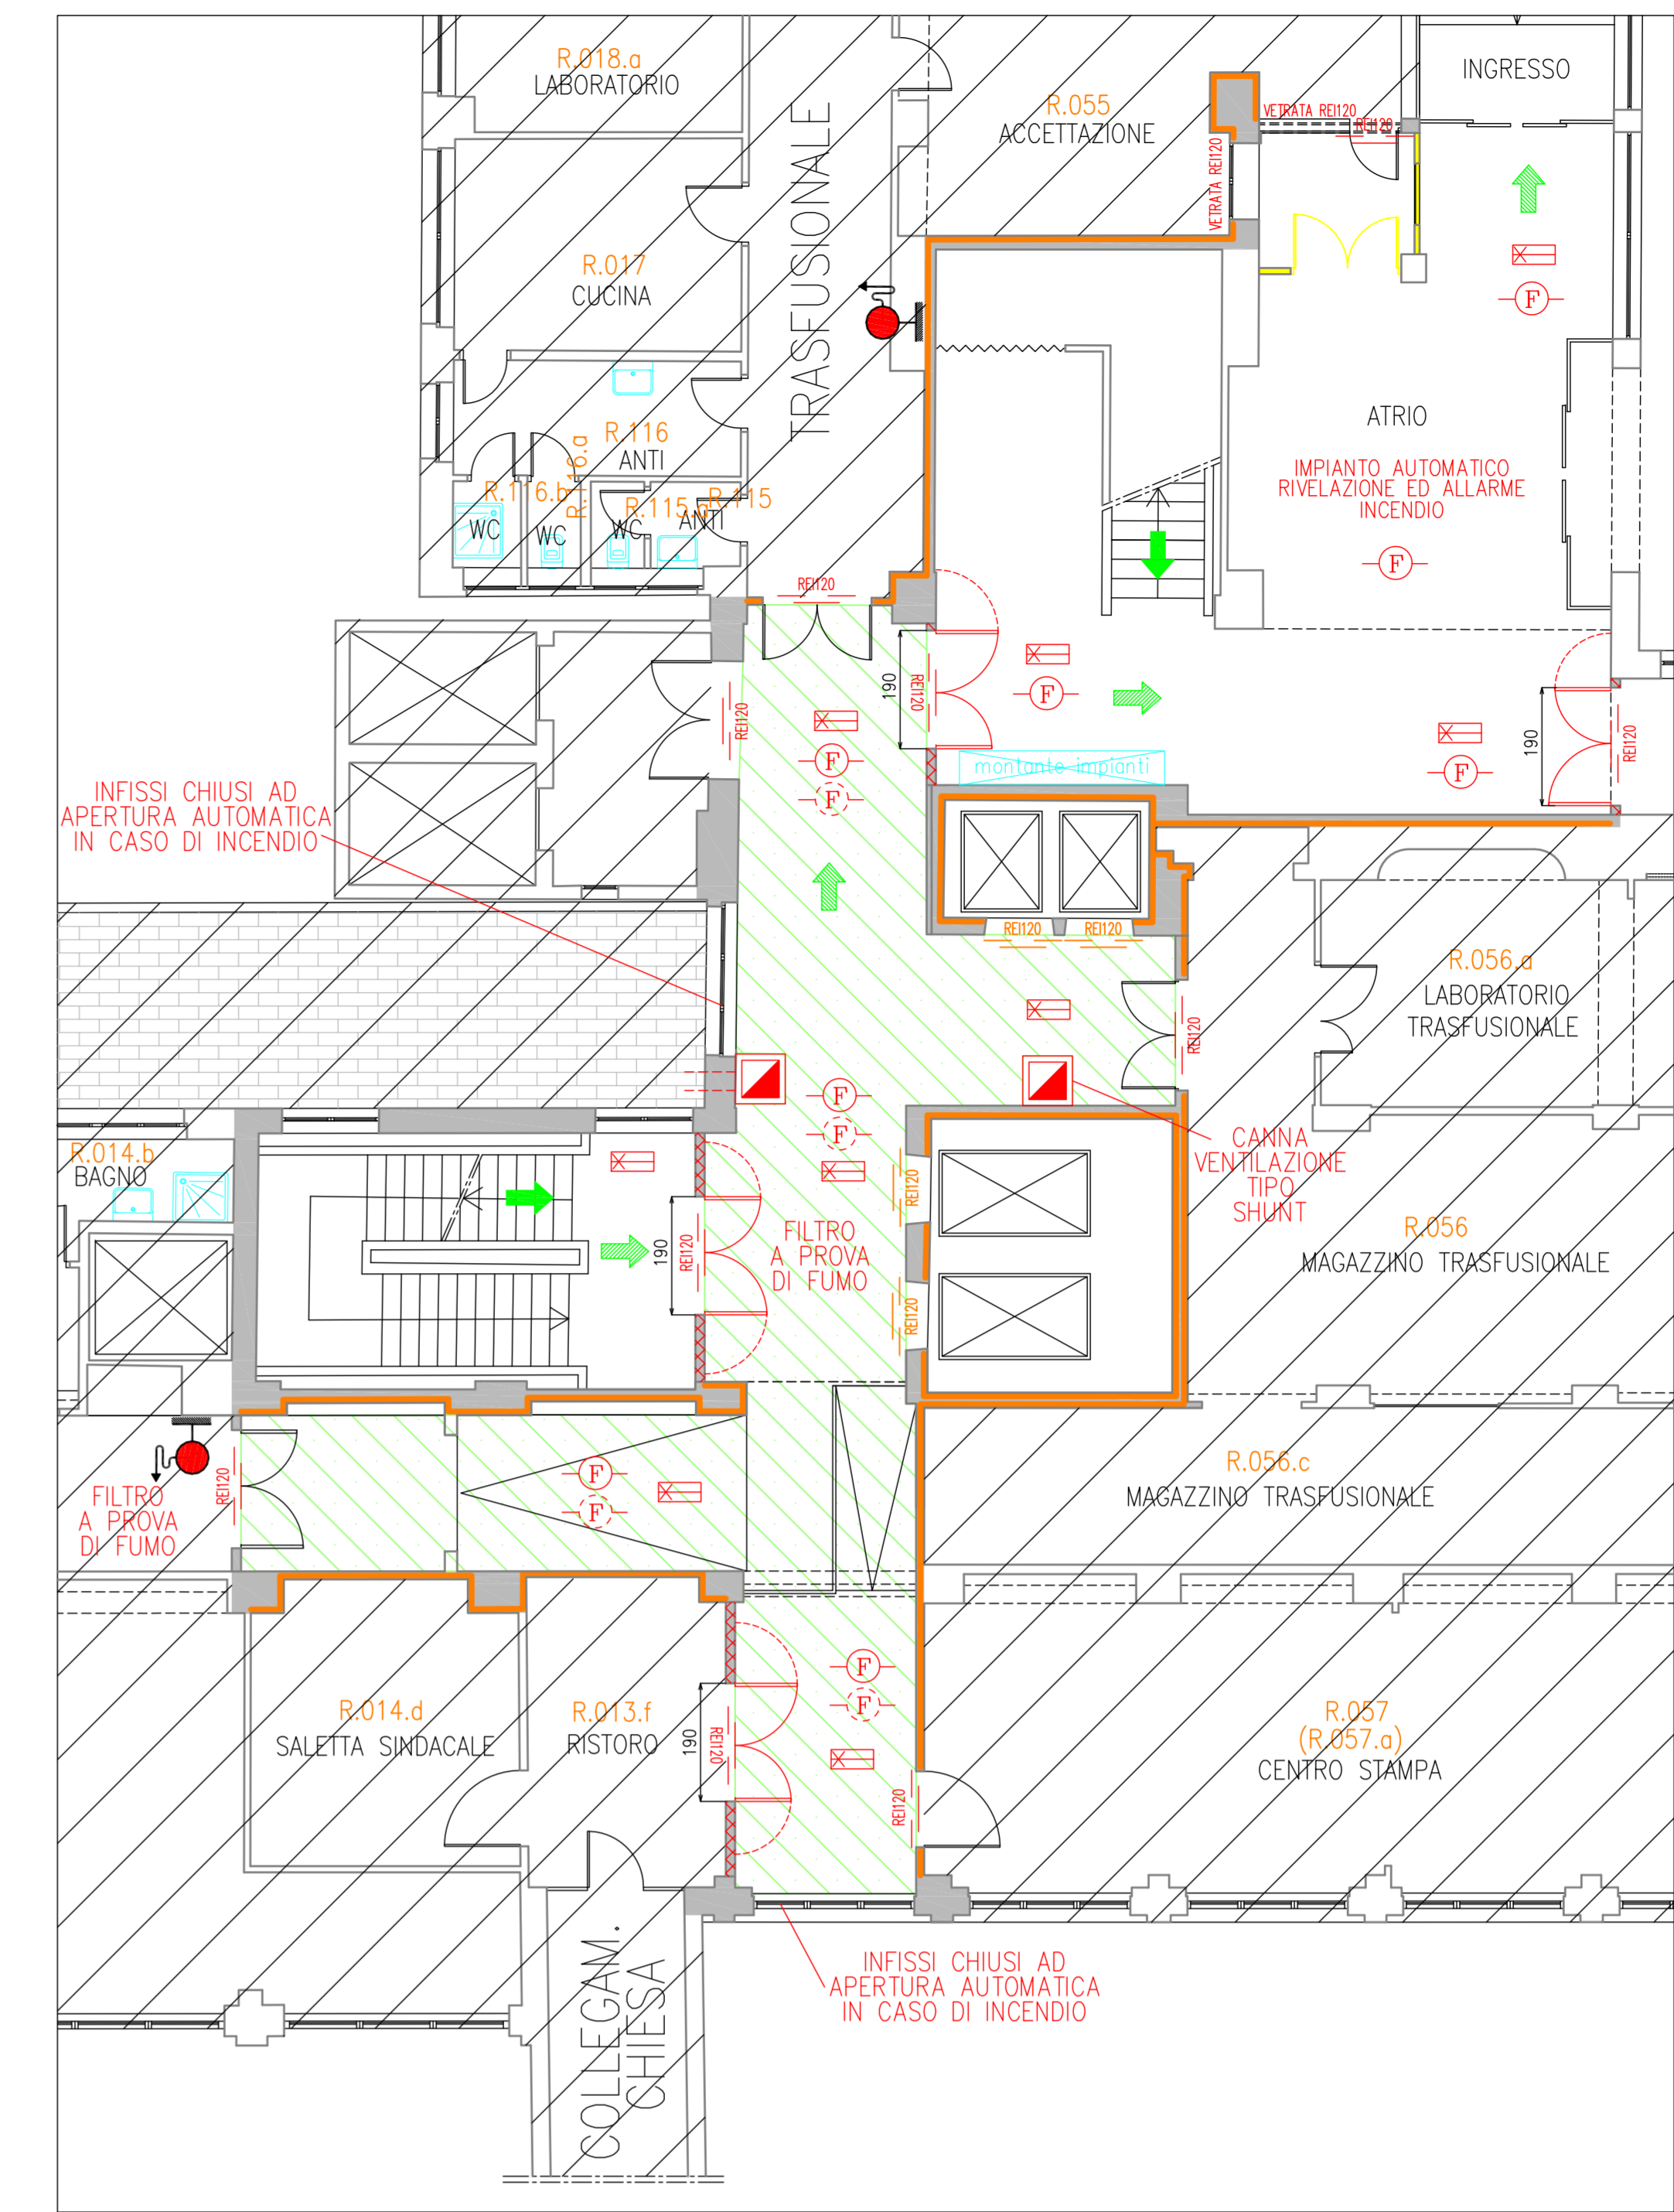 R.018.a
LABORATORIO
INGRESSO
R.055
ACCETTAZIONE
VETRATA REI120
REI120
VETRATA REI120
TRASFUSIONALE
R.017
CUCINA
F
ATRIO
IMPIANTO AUTOMATICO
RIVELAZIONE ED ALLARME
INCENDIO
F
R.116
ANTI
R.116.a
R.116.b
R.115.a
R.115
WC
WC
WC
ANTI
REI120
190
REI120
F
REI120
F
F
190
REI120
F
montante impianti
INFISSI CHIUSI AD
APERTURA AUTOMATICA
IN CASO DI INCENDIO
REI120
REI120
R.056.a
LABORATORIO
TRASFUSIONALE
REI120
F
F
CANNA
VENTILAZIONE
TIPO
SHUNT
R.014.b
BAGNO
REI120
190
REI120
FILTRO
A PROVA
DI FUMO
REI120
R.056
MAGAZZINO TRASFUSIONALE
R.056.c
MAGAZZINO TRASFUSIONALE
F
F
REI120
FILTRO
A PROVA
DI FUMO
F
F
R.014.d
SALETTA SINDACALE
R.013.f
RISTORO
190
REI120
R.057
(R.057.a)
CENTRO STAMPA
REI120
COLLEGAM.
CHIESA
INFISSI CHIUSI AD
APERTURA AUTOMATICA
IN CASO DI INCENDIO